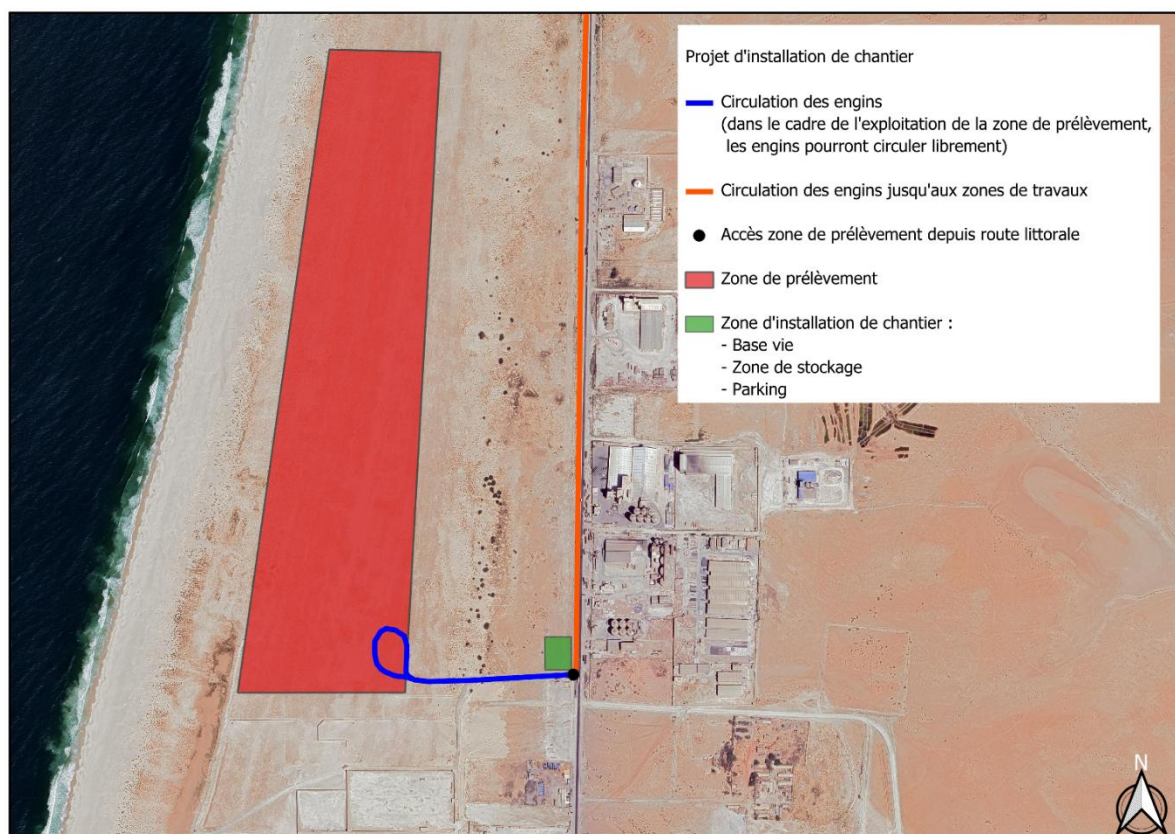 Projet d'installation de chantier
Circulation des engins
(dans le cadre de l'exploitation de la zone de prélèvement,
les engins pourront circuler librement)
Circulation des engins jusqu'aux zones de travaux
Accès zone de prélèvement depuis route littorale
Zone de prélèvement
Zone d'installation de chantier :
- Base vie
- Zone de stockage
- Parking
N